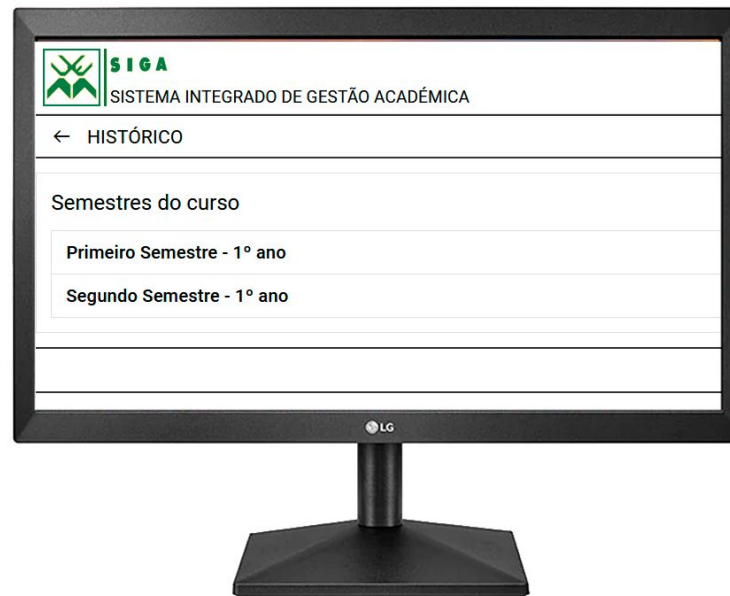 SIGA
SISTEMA INTEGRADO DE GESTÃO ACADÉMICA
← HISTÓRICO
Semestres do curso
Primeiro Semestre - 1º ano
Segundo Semestre - 1º ano
LG